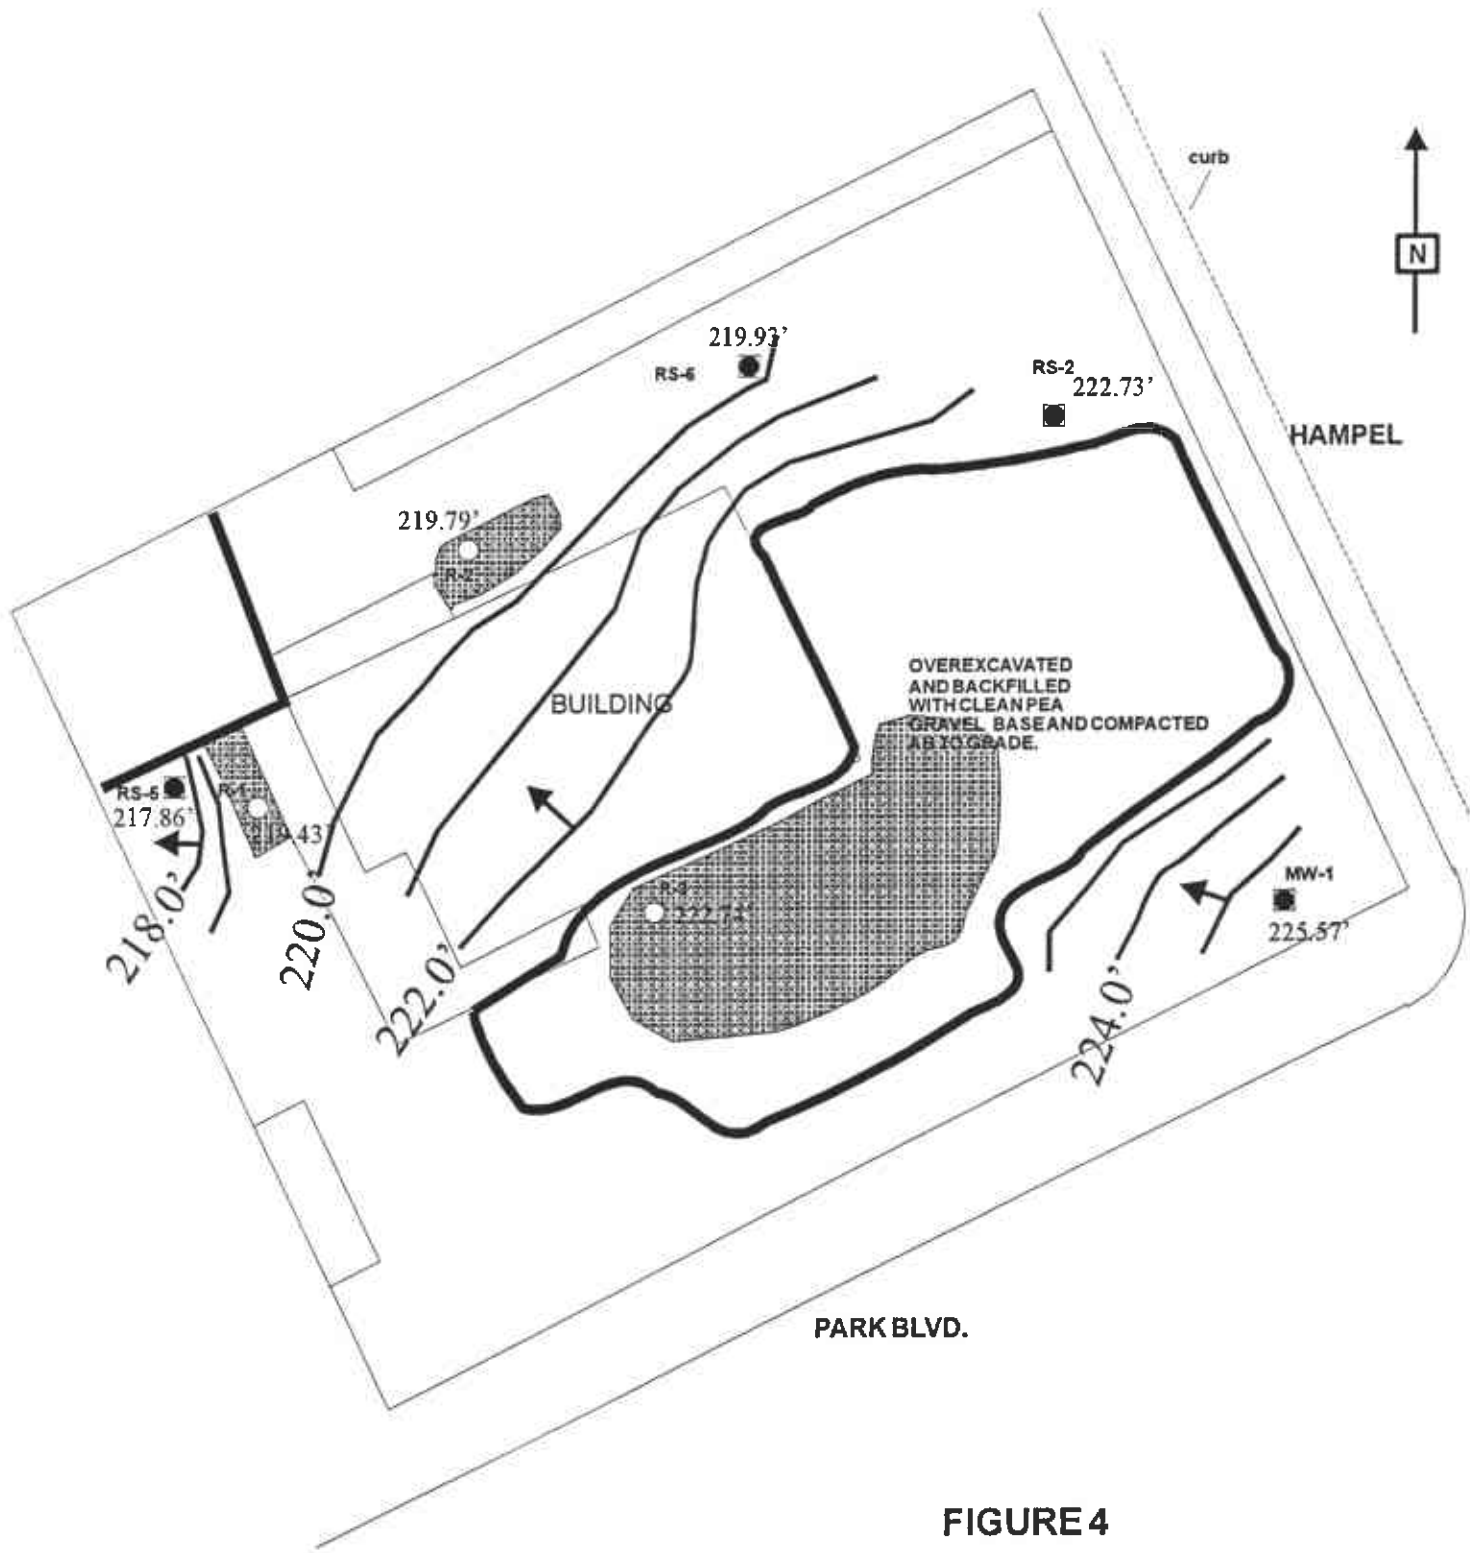 curb
N
219.93'
RS-6
RS-2
222.73'
HAMPEL
219.79'
R-2
OVEREXCAVATED
AND BACKFILLED
WITH CLEAN PEA
GRAVEL BASE AND COMPACTED
AB TO GRADE.
BUILDING
RS-5
R-1
217.86'
219.43'
MW-1
R-3
222.74'
225.57'
218.0'
220.0'
222.0'
224.0'
PARK BLVD.
FIGURE 4